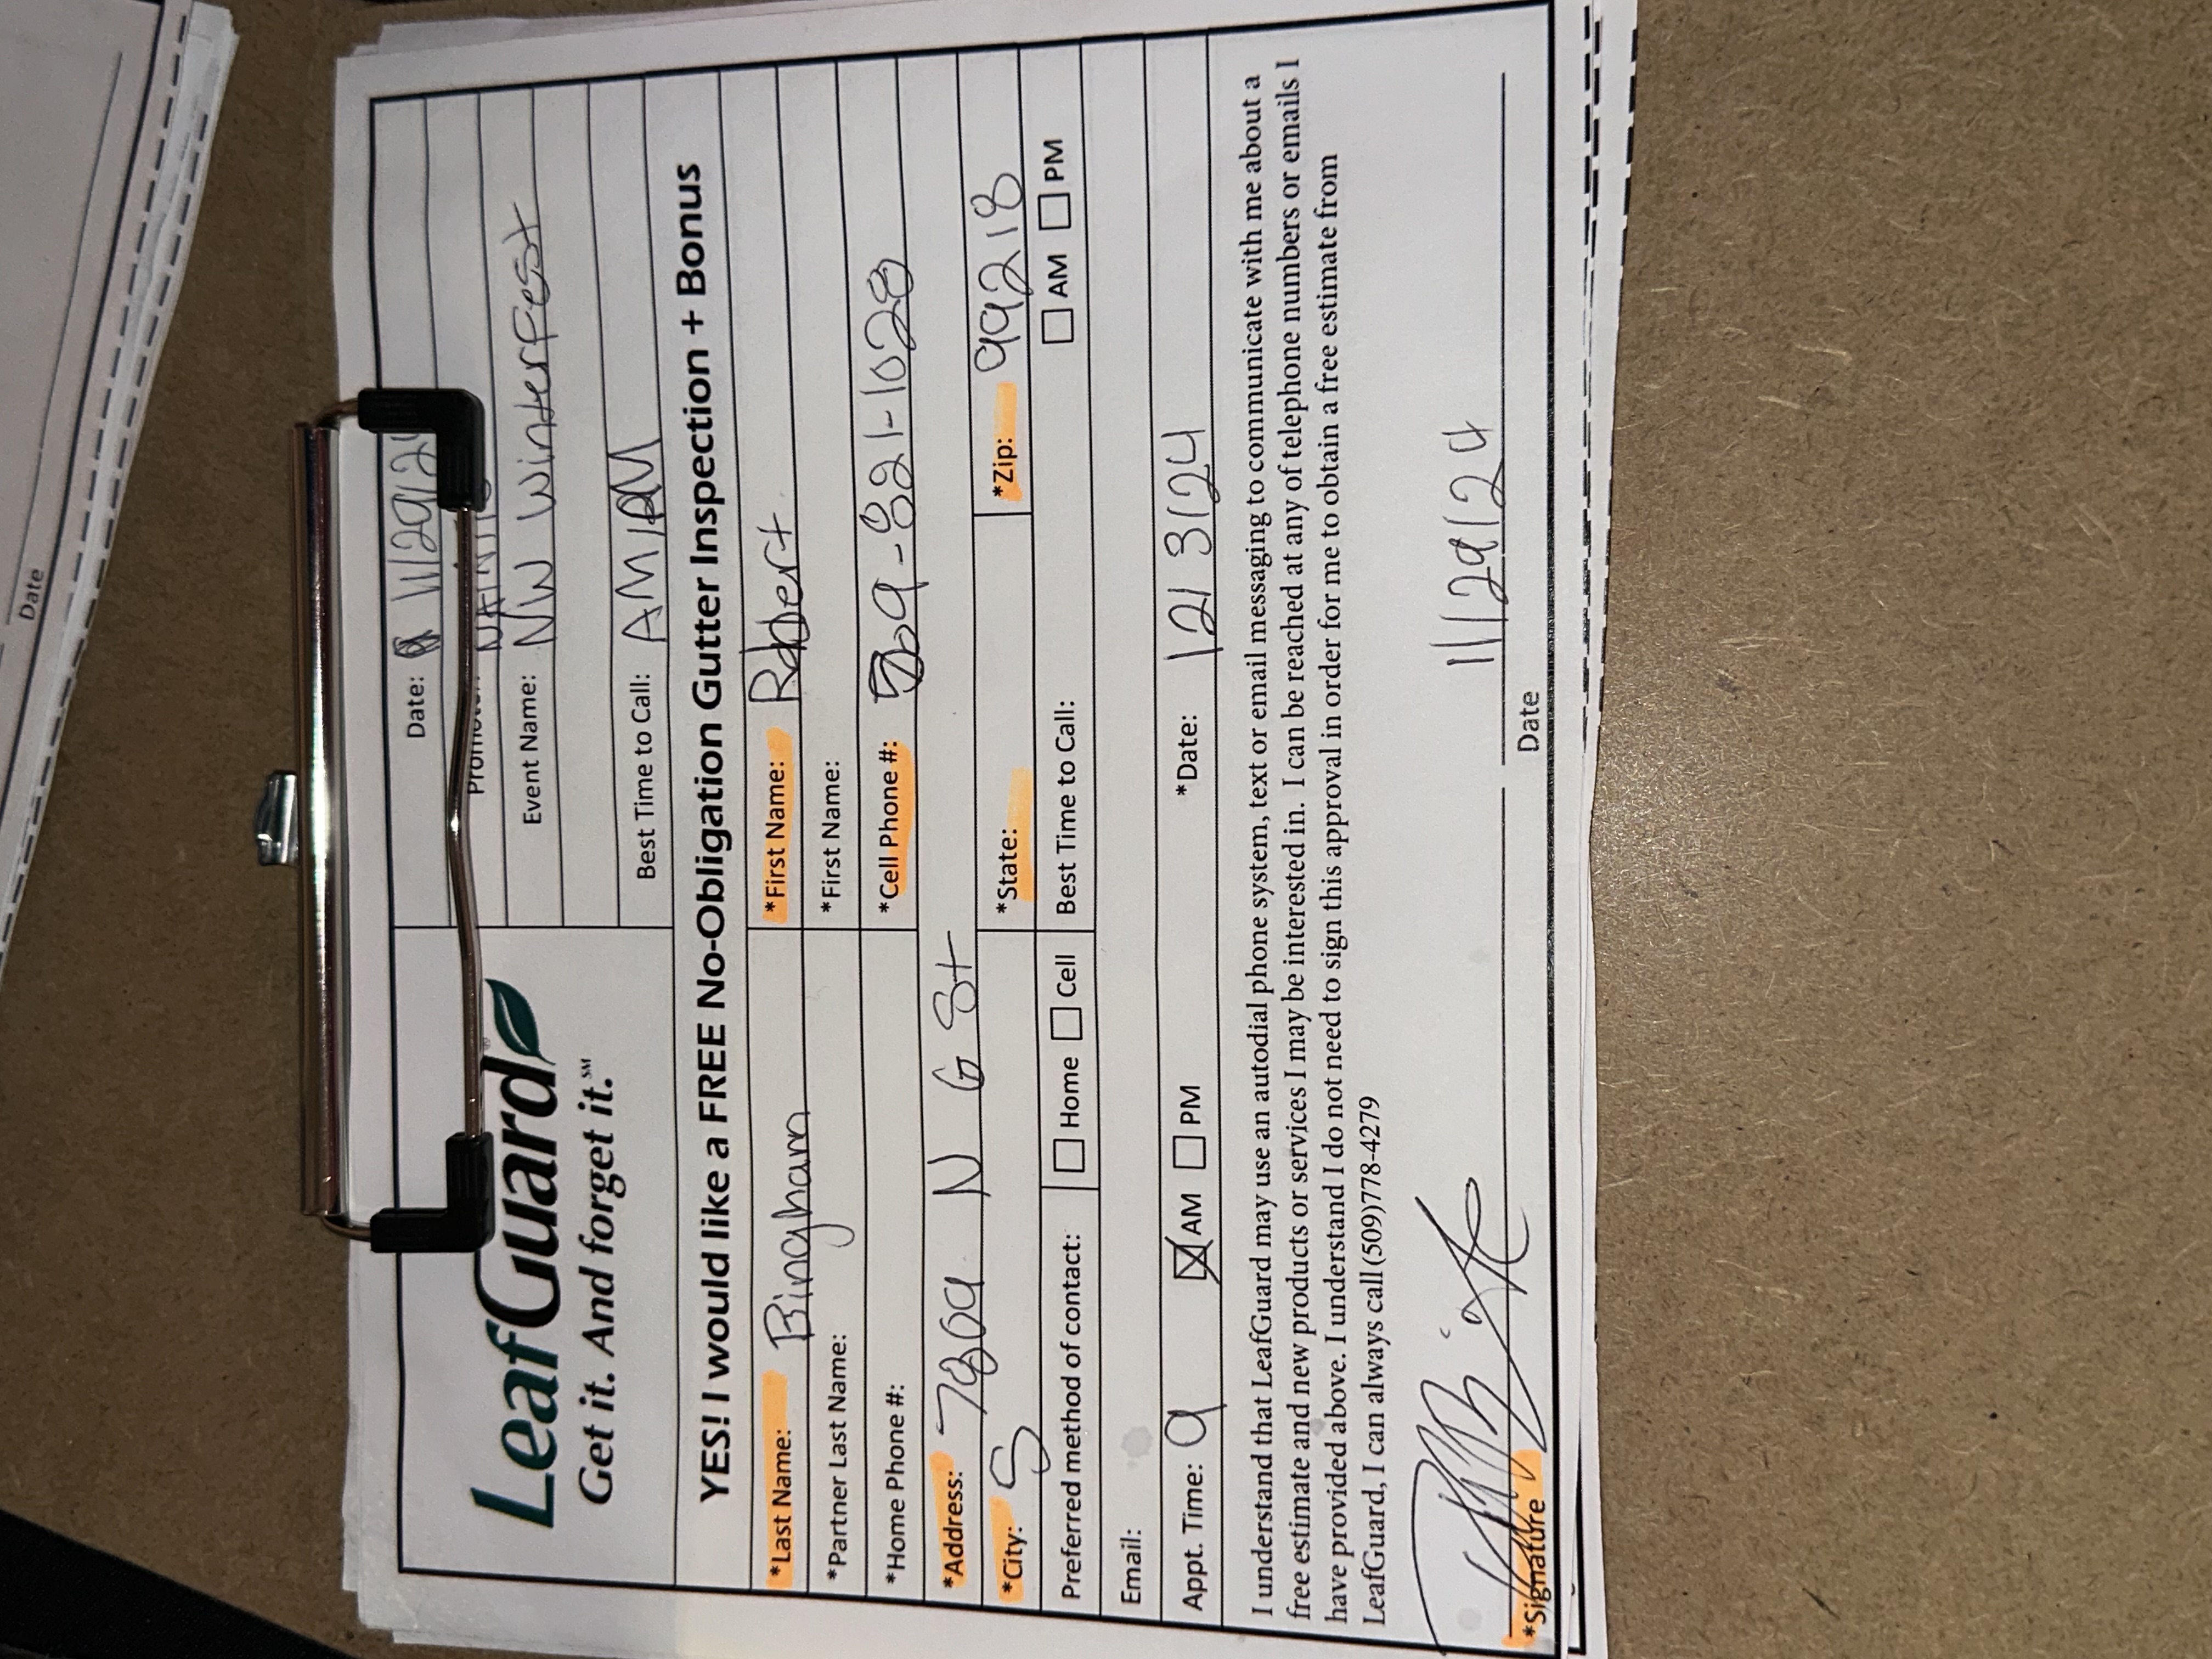 Date
Date: 11/29/2
Event Name: NW Winterfest
LeafGuard
Get it. And forget it.℠
Best Time to Call: AM/PM
YES! I would like a FREE No-Obligation Gutter Inspection + Bonus
*Last Name: Bingham *First Name: Robert
*Partner Last Name: *First Name:
*Home Phone #: *Cell Phone #: 509-821-1028
*Address: 7809 N G St
*City: S *State: *Zip: 99218
Preferred method of contact: Home Cell Best Time to Call: AM PM
Email:
Appt. Time: 9 AM PM *Date: 12/3/24
I understand that LeafGuard may use an autodial phone system, text or email messaging to communicate with me about a
free estimate and new products or services I may be interested in. I can be reached at any of telephone numbers or emails I
have provided above. I understand I do not need to sign this approval in order for me to obtain a free estimate from
LeafGuard, I can always call (509)778-4279
11/29/24
*Signature Date